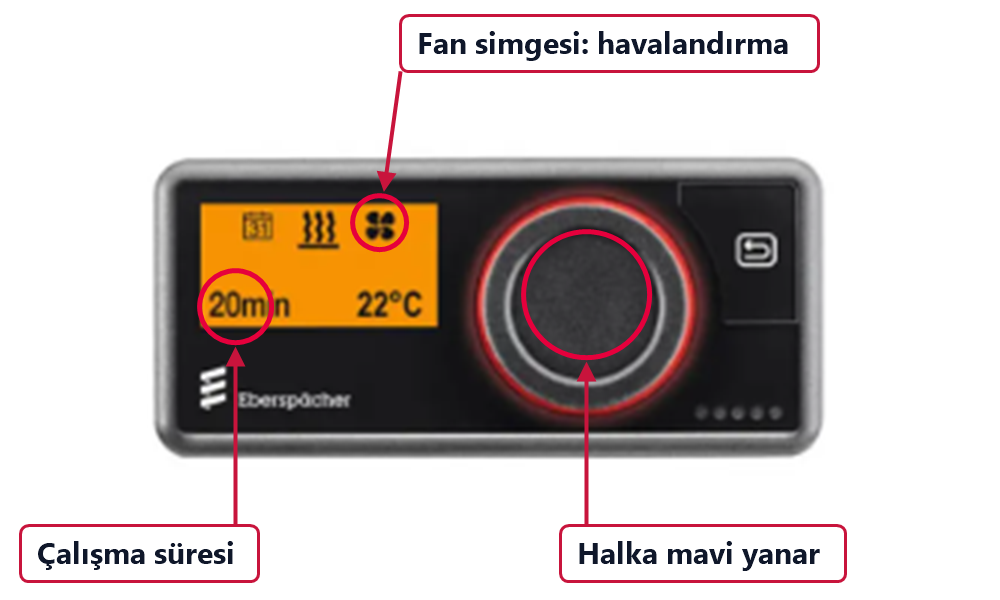 Fan simgesi: havalandırma
31
20min
22°C
Eberspächer
Çalışma süresi
Halka mavi yanar